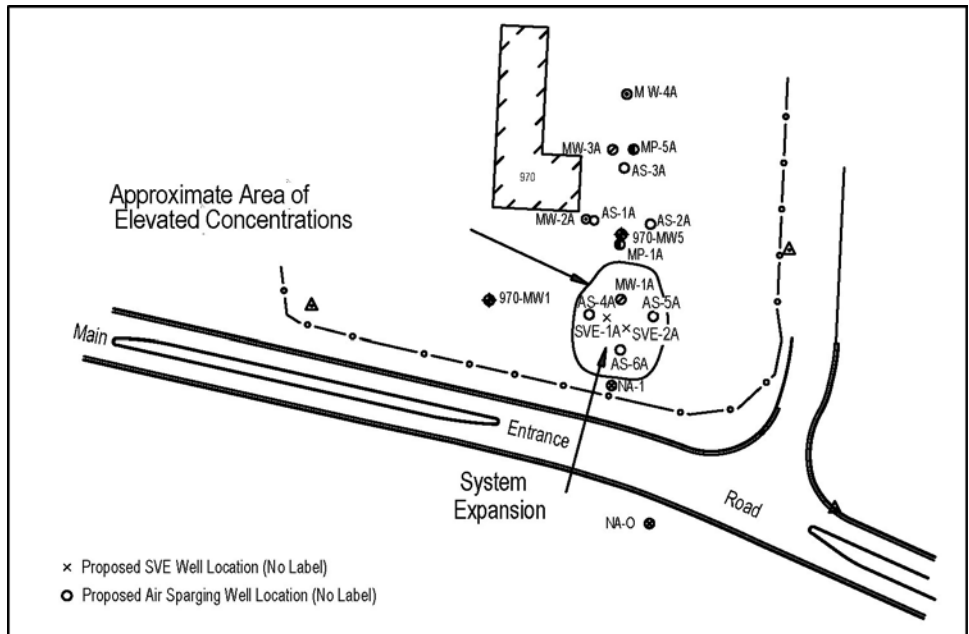 M W-4A
MW-3A
MP-5A
AS-3A
970
Approximate Area of
Elevated Concentrations
MW-2A
AS-1A
AS-2A
970-MW5
MP-1A
970-MW1
MW-1A
AS-4A
AS-5A
SVE-1A
SVE-2A
AS-6A
NA-1
Main
Entrance
Road
System
Expansion
NA-O
× Proposed SVE Well Location (No Label)
O Proposed Air Sparging Well Location (No Label)